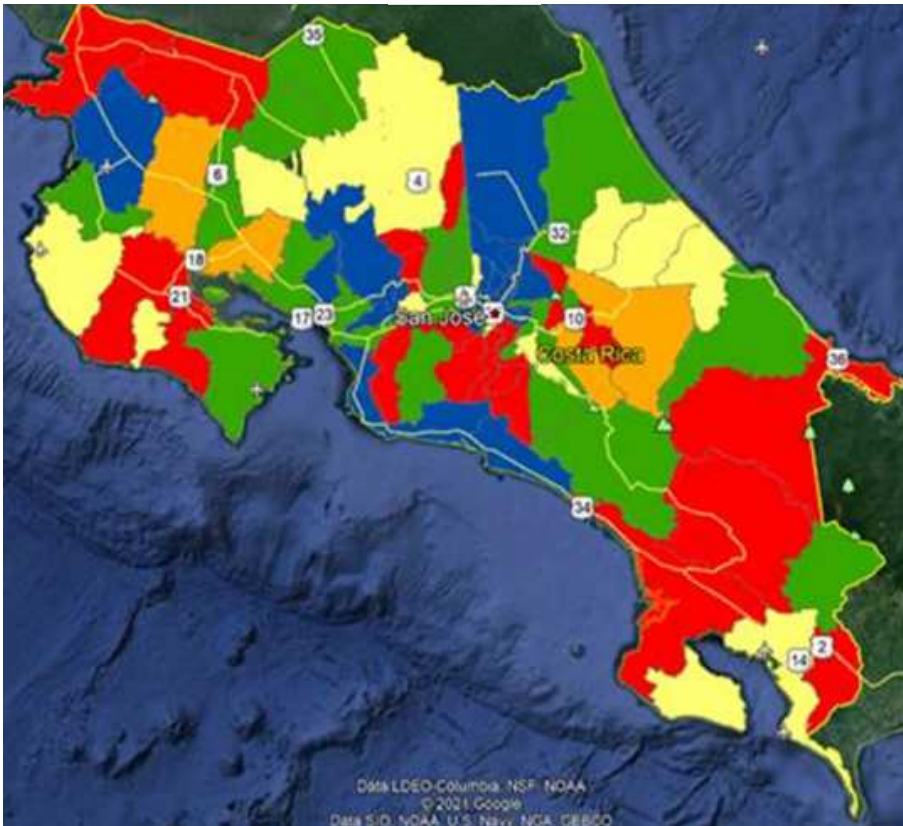 35
6
4
32
18
21
17 23
San José
10
Costa Rica
36
34
2
14
Data LDEO-Columbia, NSF, NOAA
© 2021 Google
Data SIO, NOAA, U.S. Navy, NGA, GEBCO